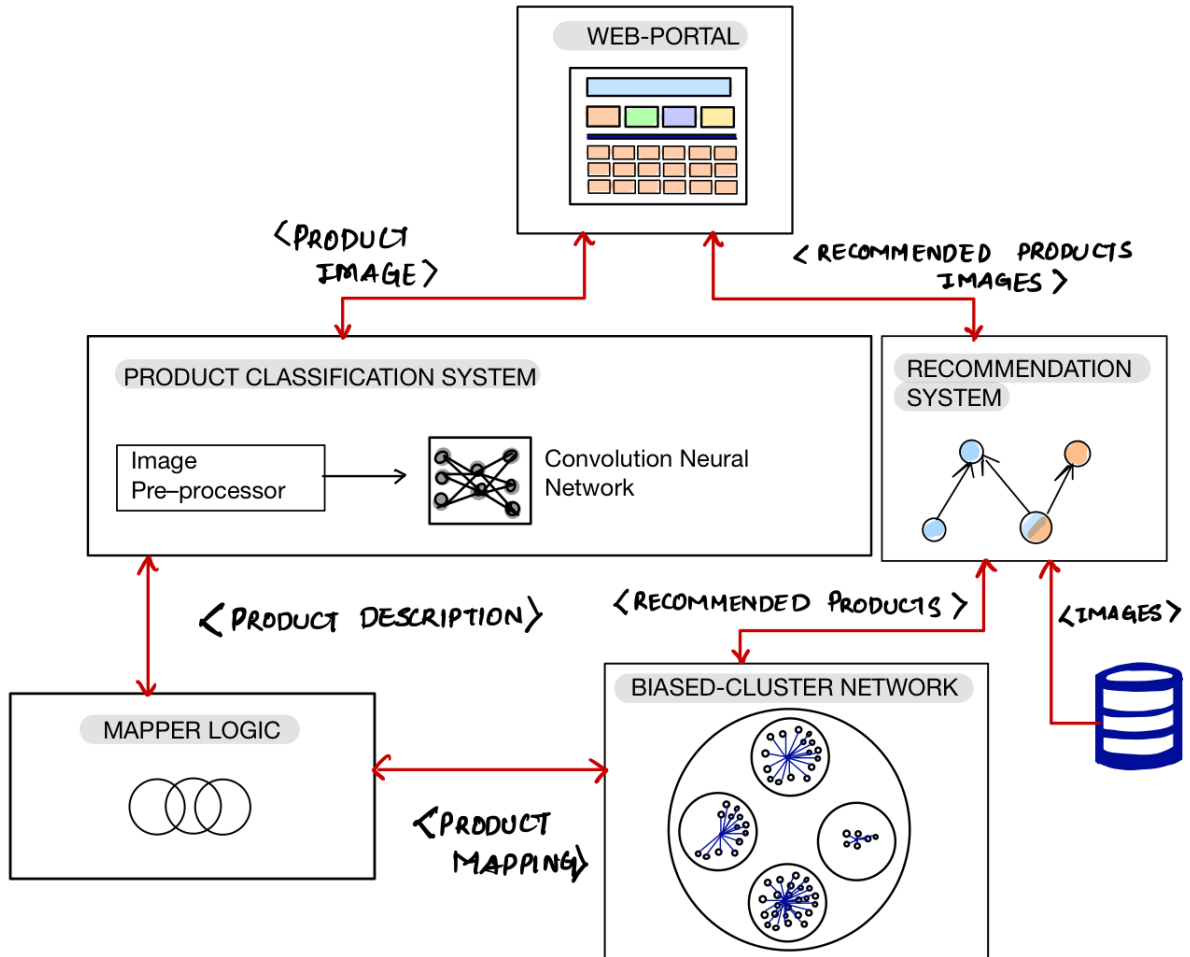 WEB-PORTAL
<PRODUCT
IMAGE>
<RECOMMENDED PRODUCTS
IMAGES>
PRODUCT CLASSIFICATION SYSTEM
Image
Pre–processor
Convolution Neural
Network
RECOMMENDATION
SYSTEM
<PRODUCT DESCRIPTION>
<RECOMMENDED PRODUCTS>
<IMAGES>
MAPPER LOGIC
<PRODUCT
MAPPING>
BIASED-CLUSTER NETWORK